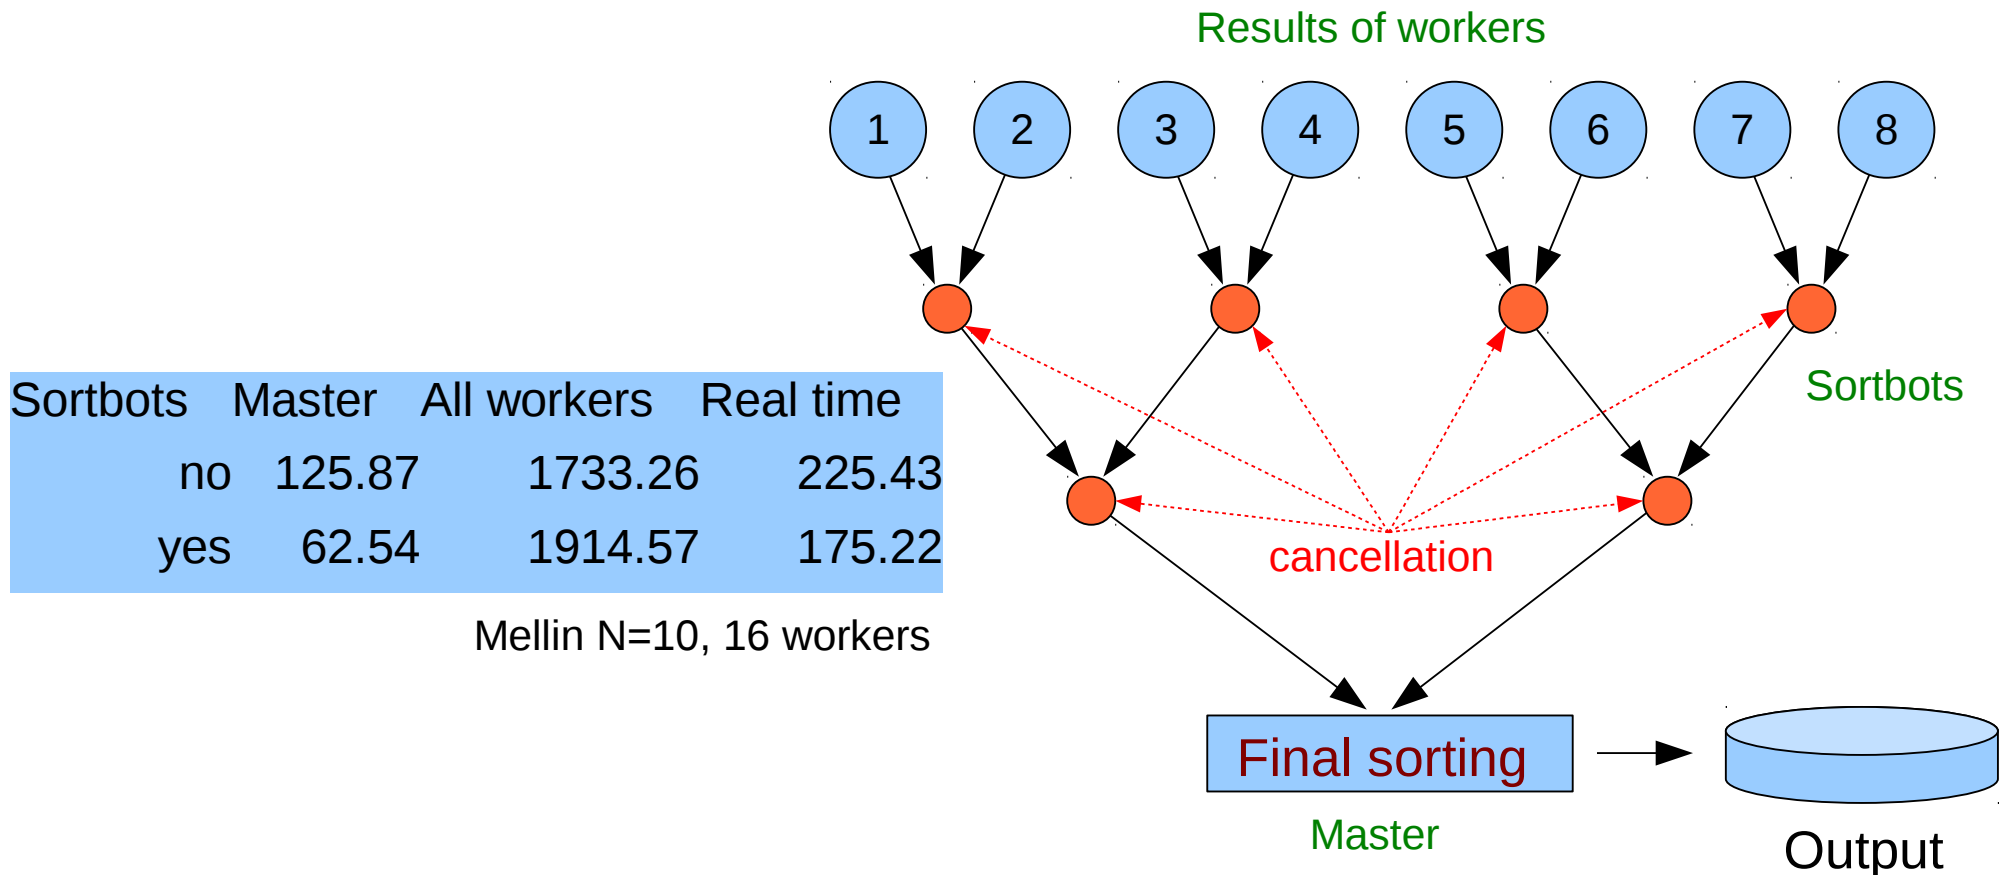 Results of workers
1 2 3 4 5 6 7 8
Sortbots
Sortbots Master All workers Real time
no 125.87 1733.26 225.43
yes 62.54 1914.57 175.22
Mellin N=10, 16 workers
cancellation
Final sorting
Master
Output